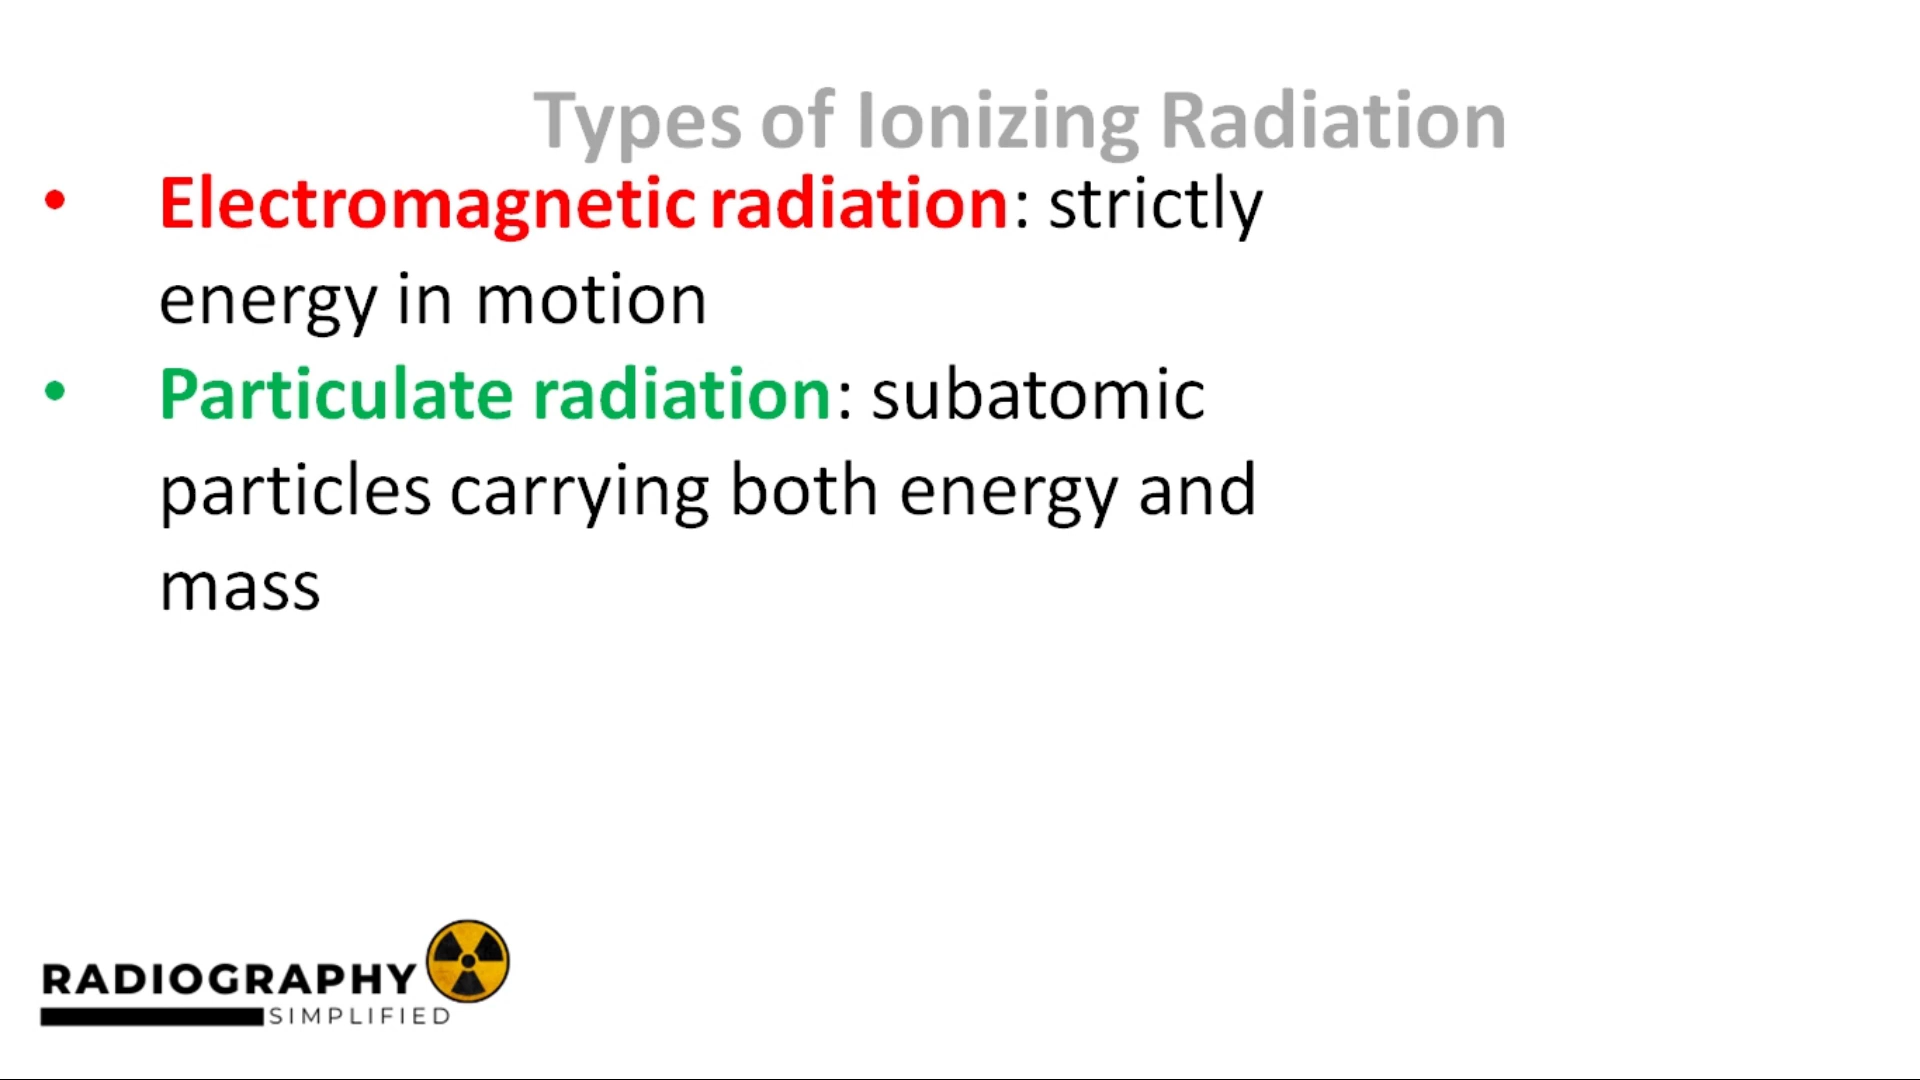 Types of Ionizing Radiation
• Electromagnetic radiation: strictly
energy in motion
• Particulate radiation: subatomic
particles carrying both energy and
mass
RADIOGRAPHY
SIMPLIFIED